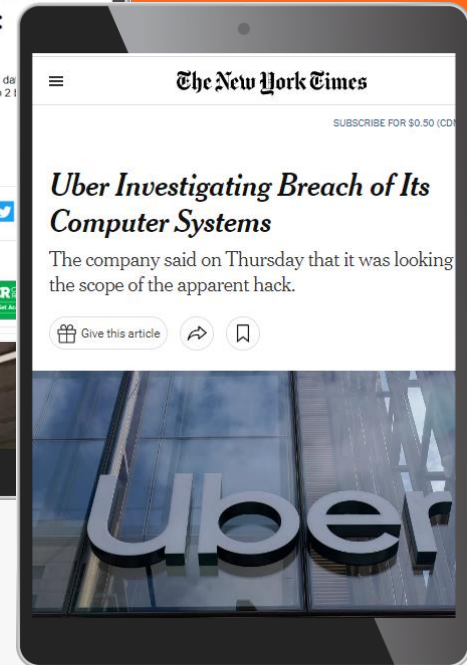 The New York Times
SUBSCRIBE FOR $0.50
Uber Investigating Breach of Its
Computer Systems
The company said on Thursday that it was looking
the scope of the apparent hack.
Give this article
Uber